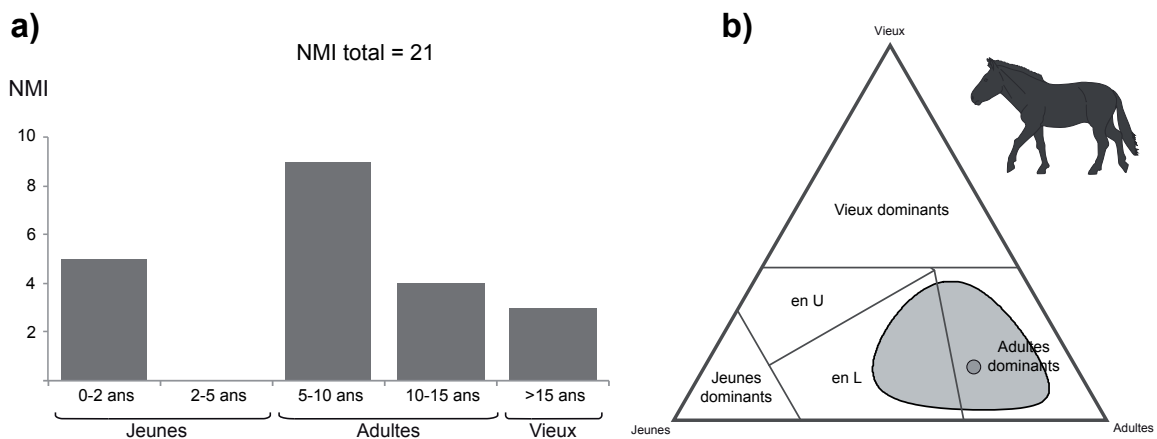 a)
NMI total = 21
NMI
10
8
6
4
2
0-2 ans 2-5 ans 5-10 ans 10-15 ans >15 ans
Jeunes Adultes Vieux
b)
Vieux
Vieux dominants
en U
en L
Adultes
dominants
Jeunes
dominants
Jeunes
Adultes